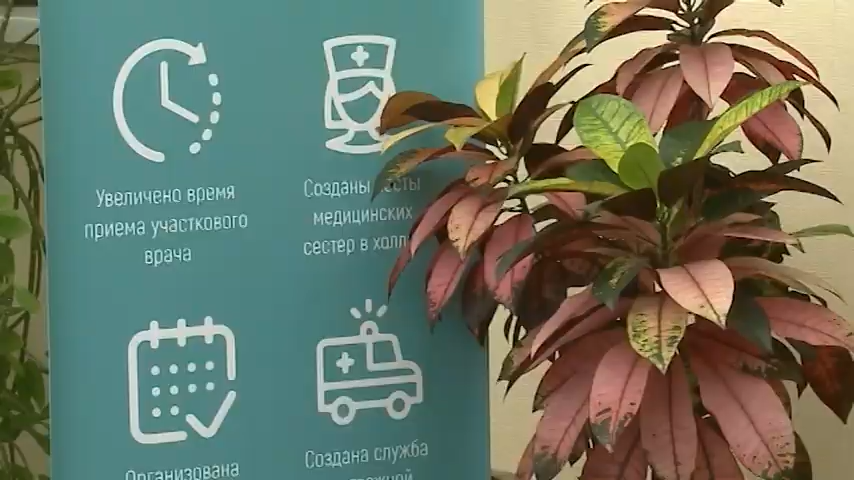 Увеличено время
приема участкового
врача
Созданы
медицинских
сестер в
Организована
Создана служба